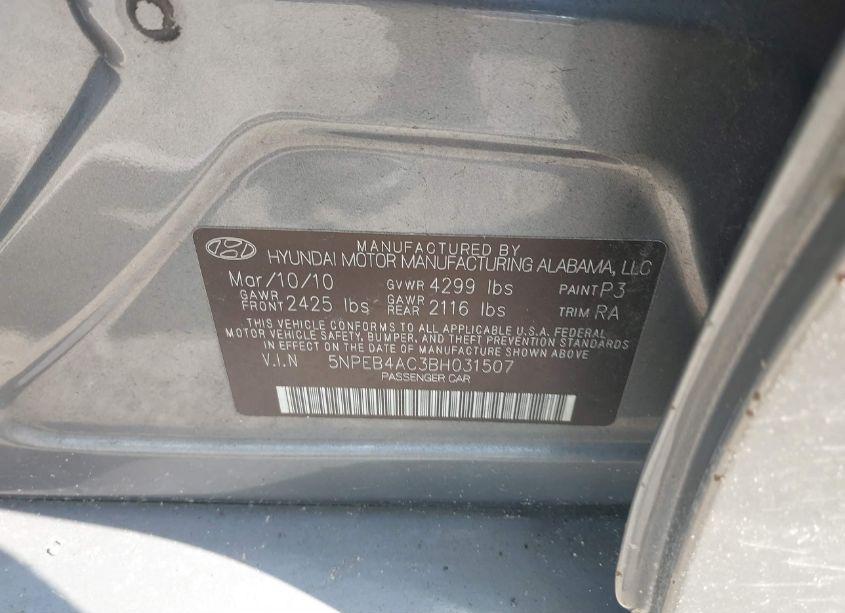 MANUFACTURED BY
HYUNDAI MOTOR MANUFACTURING ALABAMA, LLC
Mar/10/10 GVWR 4299 lbs PAINT P3
GAWR FRONT 2425 lbs GAWR REAR 2116 lbs TRIM RA
THIS VEHICLE CONFORMS TO ALL APPLICABLE U.S.A. FEDERAL
MOTOR VEHICLE SAFETY, BUMPER, AND THEFT PREVENTION STANDARDS
IN EFFECT ON THE DATE OF MANUFACTURE SHOWN ABOVE.
V.I.N 5NPEB4AC3BH031507
PASSENGER CAR